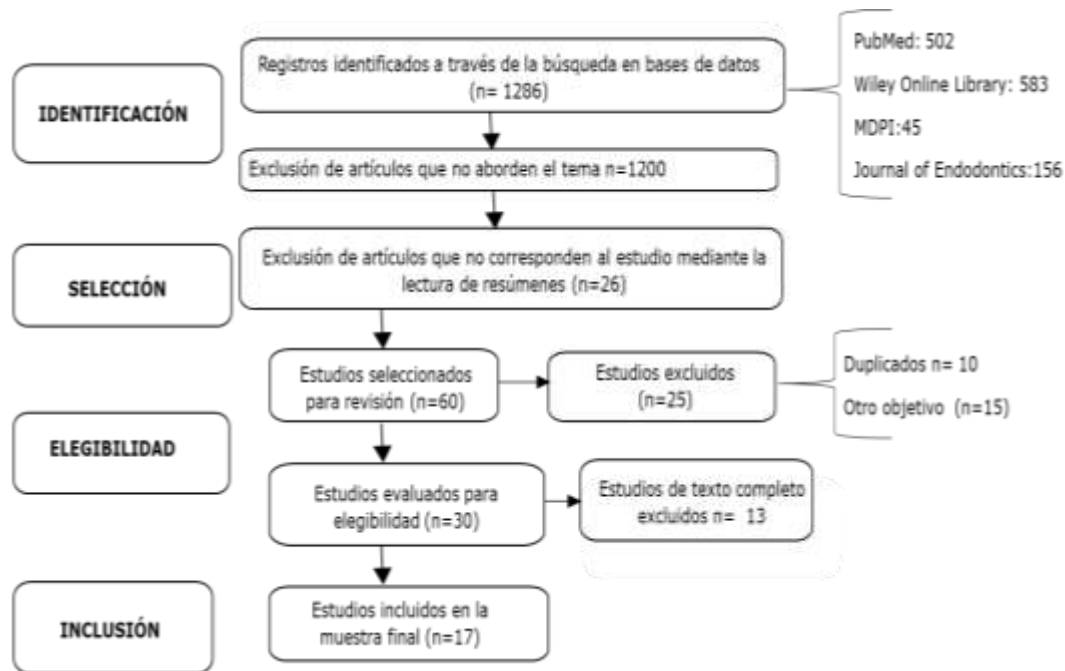 IDENTIFICACIÓN
Registros identificados a través de la búsqueda en bases de datos
(n= 1286)
PubMed: 502
Wiley Online Library: 583
MDPI:45
Journal of Endodontics:156
Exclusión de artículos que no aborden el tema n=1200
SELECCIÓN
Exclusión de artículos que no corresponden al estudio mediante la
lectura de resúmenes (n=26)
Estudios seleccionados
para revisión (n=60)
Estudios excluidos
(n=25)
Duplicados n= 10
Otro objetivo (n=15)
ELEGIBILIDAD
Estudios evaluados para
elegibilidad (n=30)
Estudios de texto completo
excluidos n= 13
INCLUSIÓN
Estudios incluidos en la
muestra final (n=17)